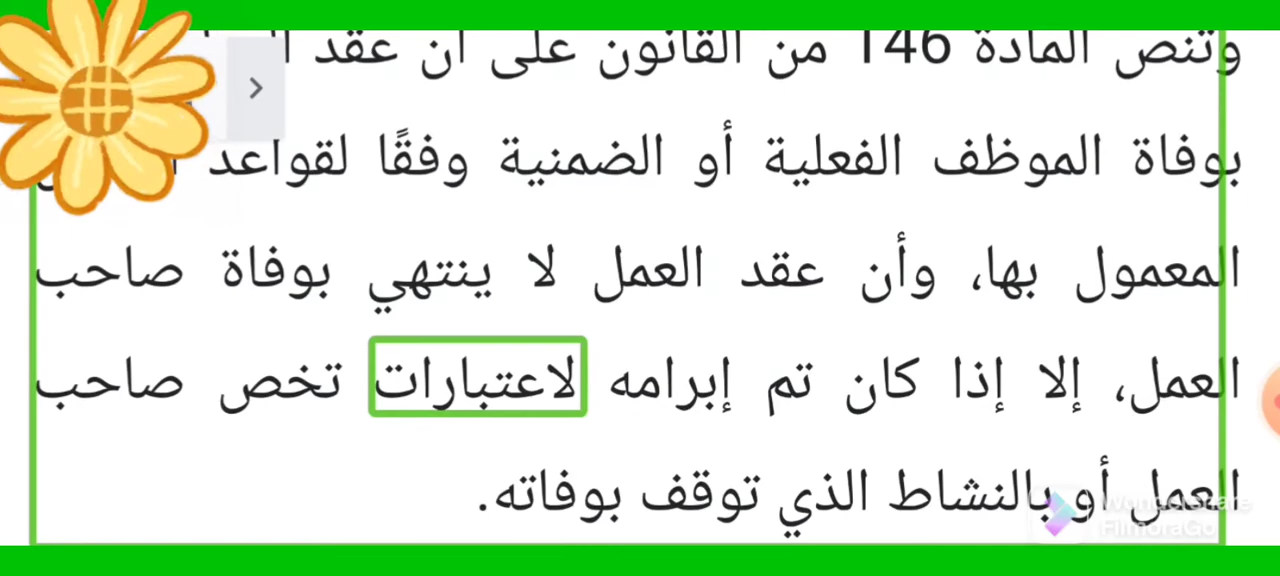 وتنص المادة 146 من القانون على أن عقد
بوفاة الموظف الفعلية أو الضمنية وفقًا لقواعد
المعمول بها، وأن عقد العمل لا ينتهي بوفاة صاحب
العمل، إلا إذا كان تم إبرامه لاعتبارات تخص صاحب
العمل أو بالنشاط الذي توقف بوفاته.
Wondershare
FilmoraGo